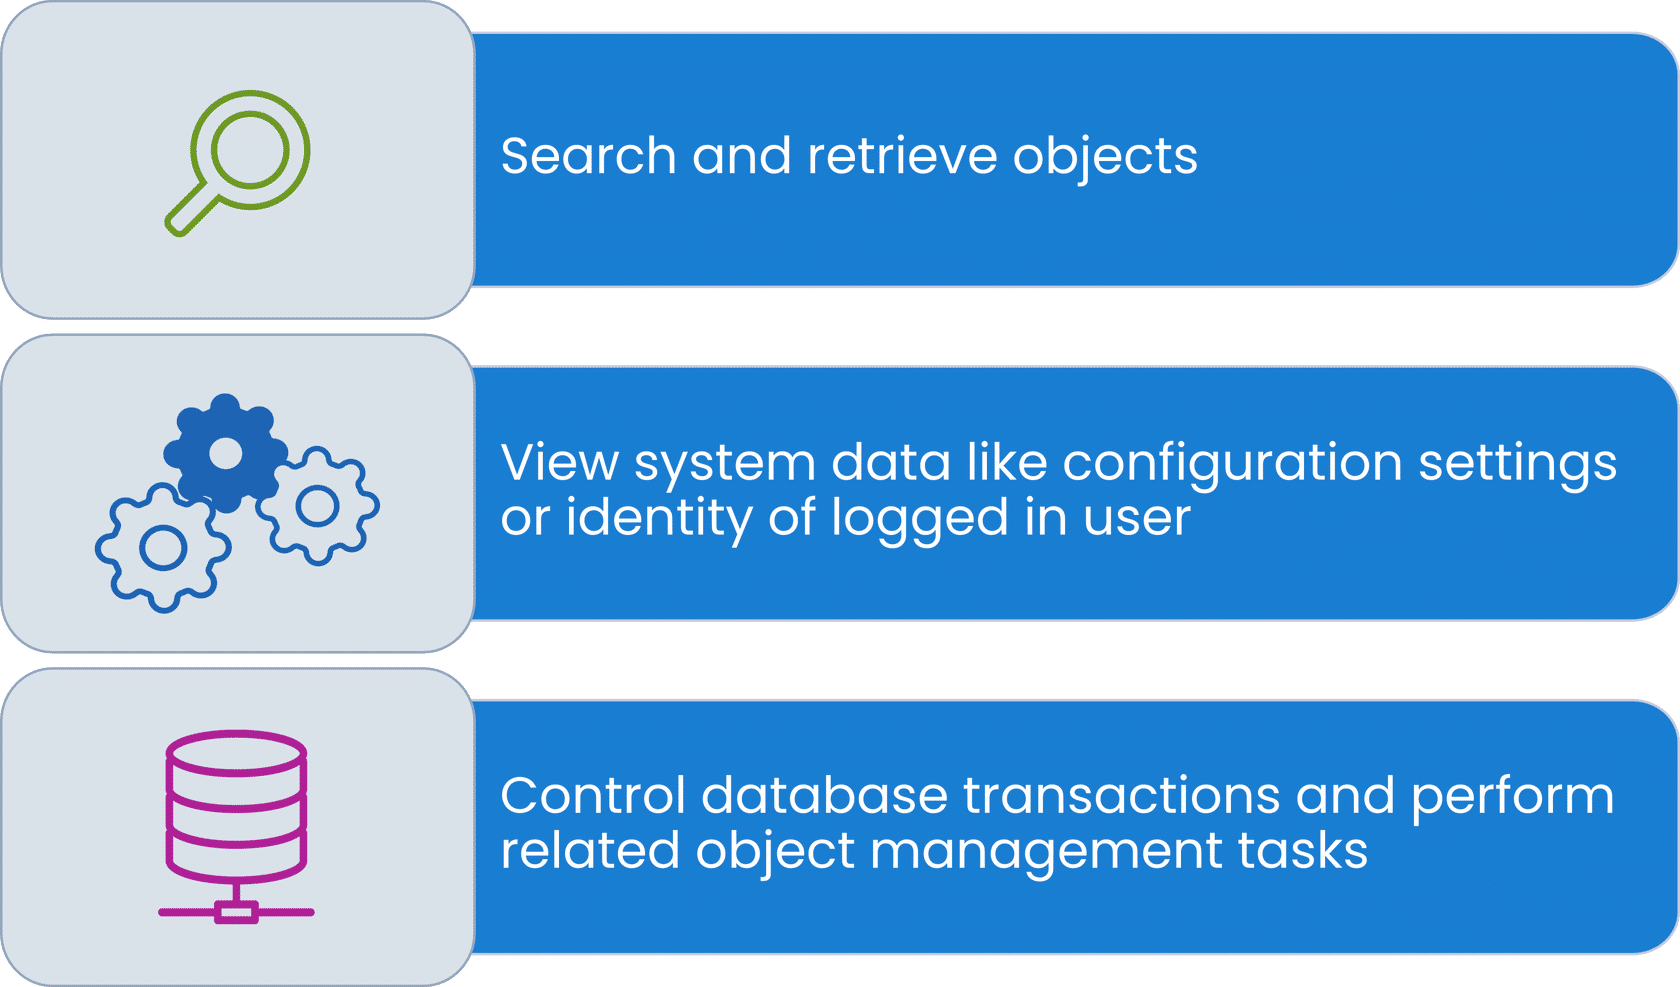 Search and retrieve objects
View system data like configuration settings
or identity of logged in user
Control database transactions and perform
related object management tasks